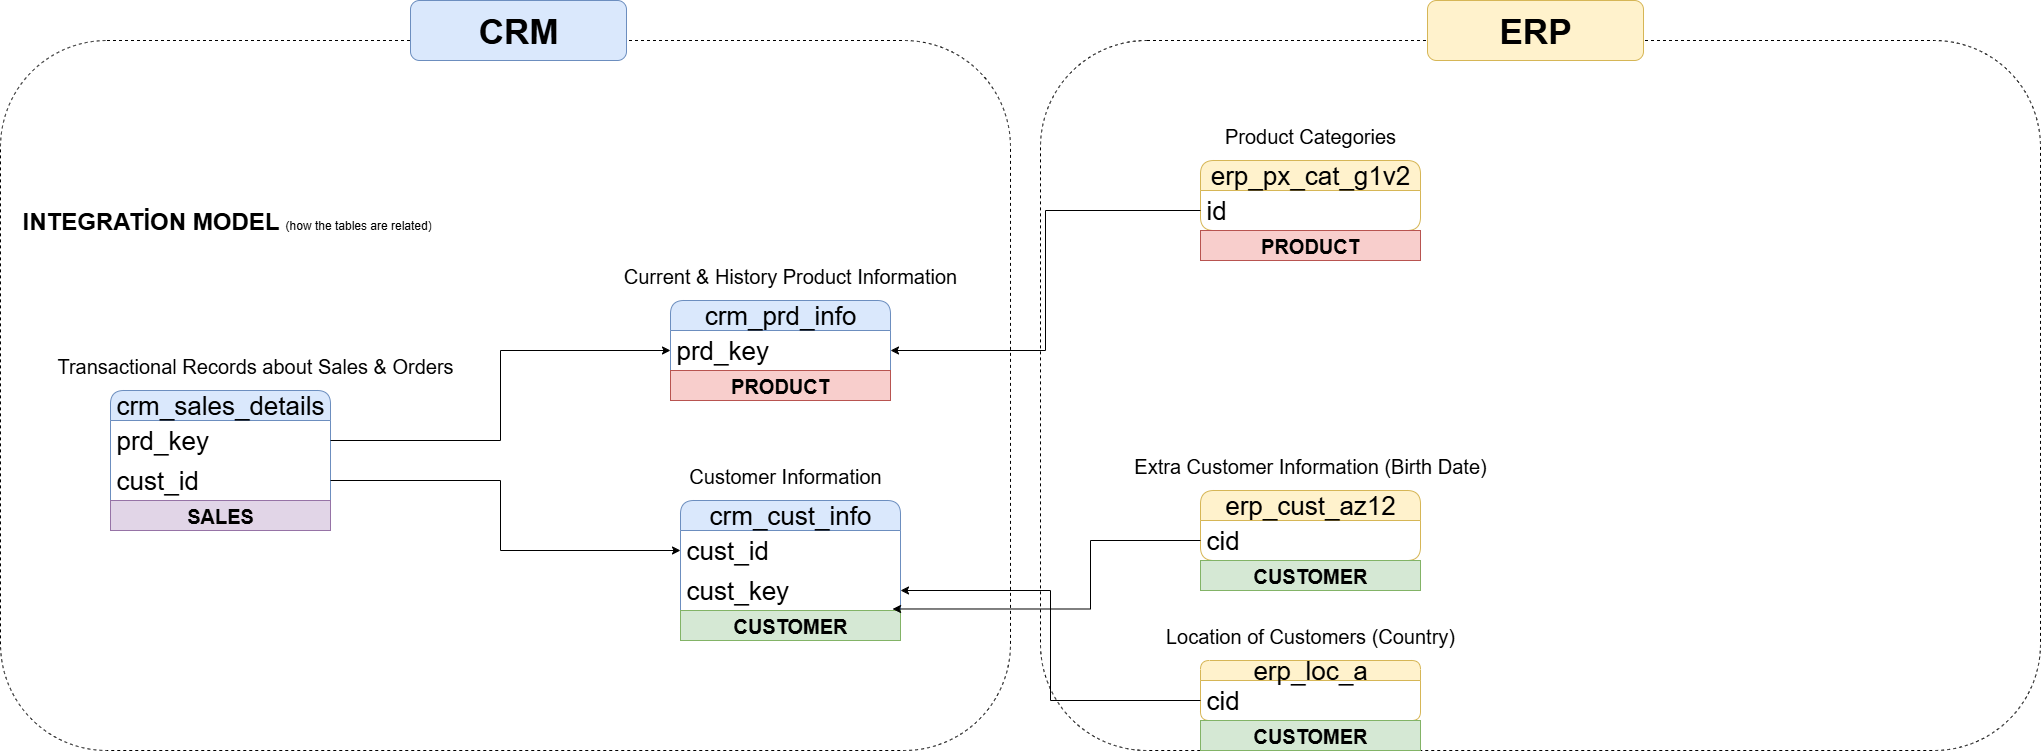 CRM
ERP
INTEGRATİON MODEL (how the tables are related)
Transactional Records about Sales & Orders
crm_sales_details
prd_key
cust_id
SALES
Current & History Product Information
crm_prd_info
prd_key
PRODUCT
Customer Information
crm_cust_info
cust_id
cust_key
CUSTOMER
Product Categories
erp_px_cat_g1v2
id
PRODUCT
Extra Customer Information (Birth Date)
erp_cust_az12
cid
CUSTOMER
Location of Customers (Country)
erp_loc_a
cid
CUSTOMER